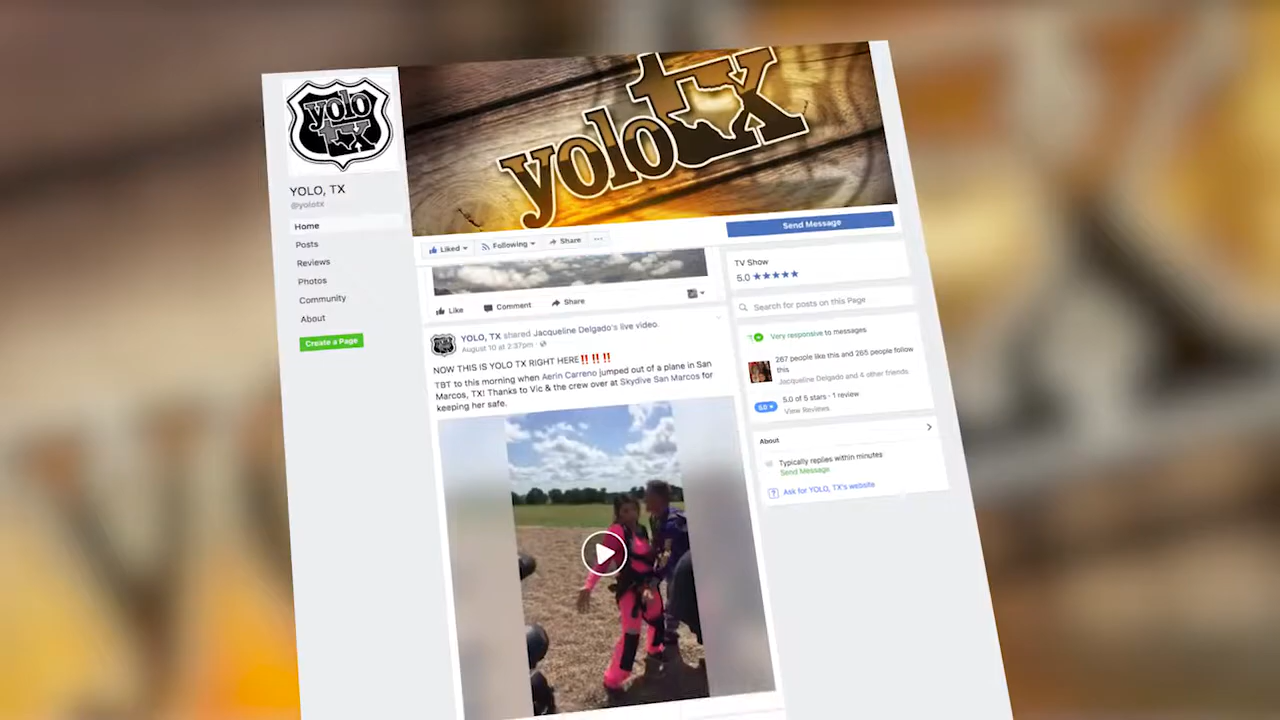 yolo
tx
yolo tx
YOLO, TX
@yolotx
Home
Posts
Reviews
Photos
Community
About
Create a Page
Liked
Following
Share
...
Send Message
Like
Comment
Share
YOLO, TX shared Jacqueline Delgado's live video.
August 10 at 2:37pm ·
NOW THIS IS YOLO TX RIGHT HERE‼️‼️‼️
TBT to this morning when Aerin Carreno jumped out of a plane in San
Marcos, TX! Thanks to Vic & the crew over at Skydive San Marcos for
keeping her safe.
TV Show
5.0 ★★★★★
Search for posts on this Page
Very responsive to messages
267 people like this and 265 people follow
this
Jacqueline Delgado and 4 other friends
5.0 ★
5.0 of 5 stars · 1 review
View Reviews
About
Typically replies within minutes
Send Message
? Ask for YOLO, TX's website